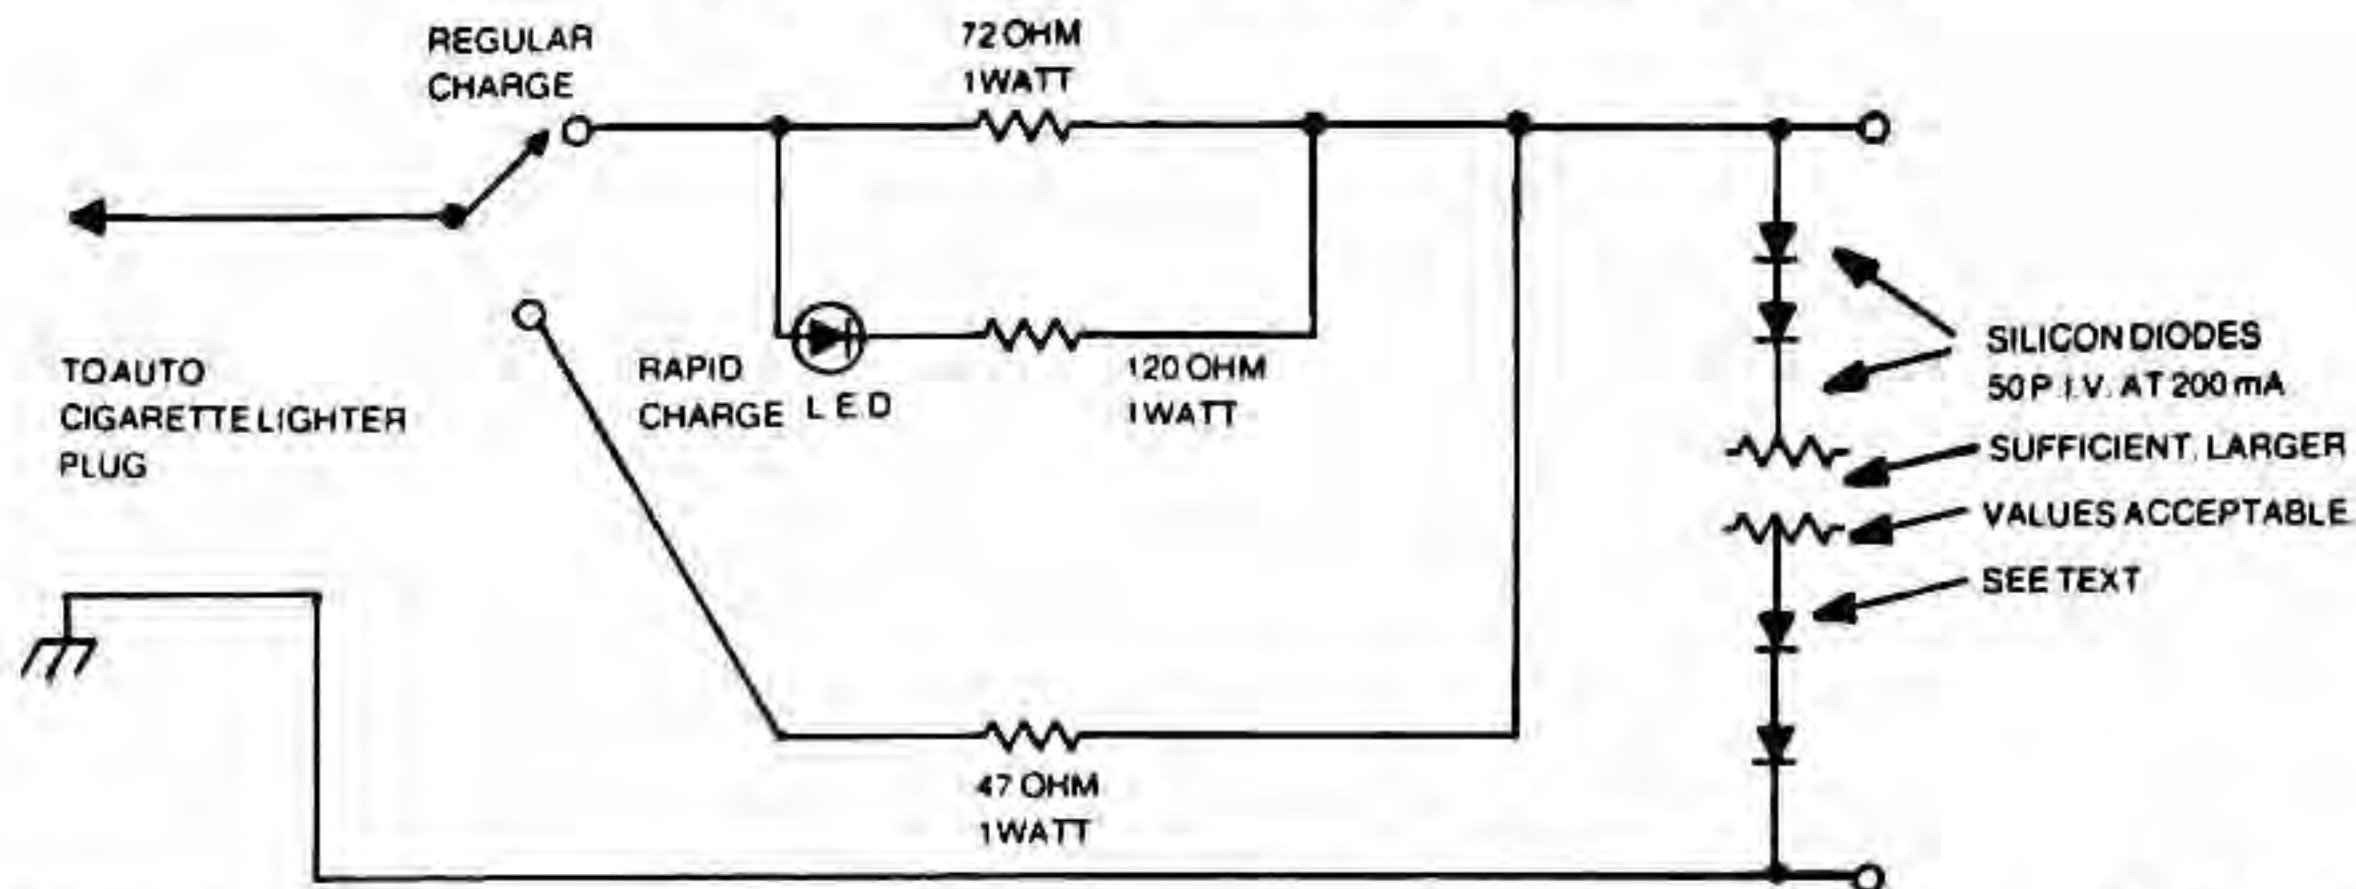 REGULAR
CHARGE
72 OHM
1 WATT
TO AUTO
CIGARETTE LIGHTER
PLUG
RAPID
CHARGE
L E D
120 OHM
1 WATT
SILICON DIODES
50 P.I.V. AT 200 mA
SUFFICIENT. LARGER
VALUES ACCEPTABLE.
SEE TEXT.
47 OHM
1 WATT